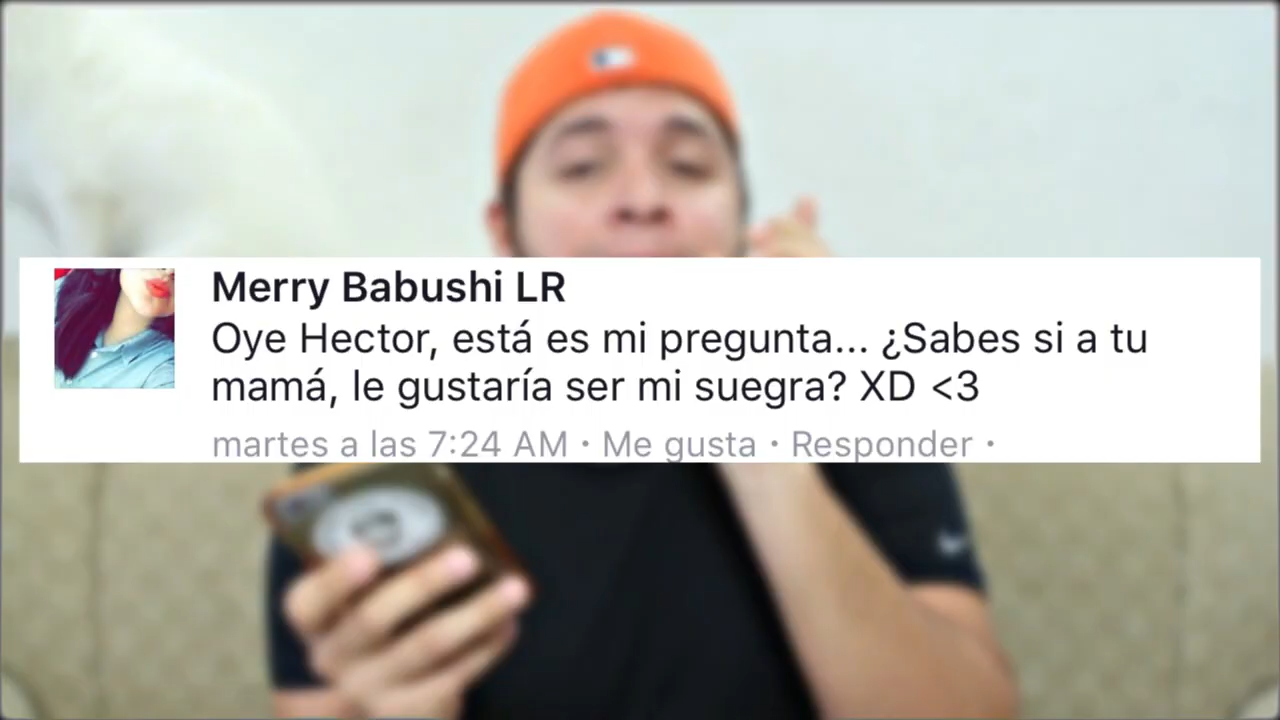 Merry Babushi LR
Oye Hector, está es mi pregunta... ¿Sabes si a tu
mamá, le gustaría ser mi suegra? XD <3
martes a las 7:24 AM · Me gusta · Responder ·